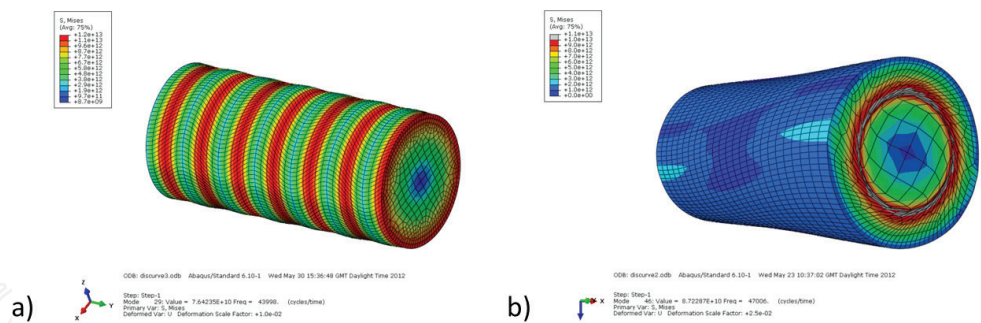 S, Mises
(Avg: 75%)
+1.2e+13
+1.1e+13
+9.6e+12
+8.7e+12
+7.7e+12
+6.7e+12
+5.8e+12
+4.8e+12
+3.8e+12
+2.9e+12
+1.9e+12
+9.7e+11
+8.7e+09
S, Mises
(Avg: 75%)
+1.1e+13
+1.0e+13
+9.0e+12
+8.0e+12
+7.0e+12
+6.0e+12
+5.0e+12
+4.0e+12
+3.0e+12
+2.0e+12
+1.0e+12
+0.0e+00
ODB: discurve3.odb Abaqus/Standard 6.10-1 Wed May 30 15:36:48 GMT Daylight Time 2012
Step: Step-1
Mode 29: Value = 7.64235E+10 Freq = 43998. (cycles/time)
Primary Var: S, Mises
Deformed Var: U Deformation Scale Factor: +1.0e-02
Z
Y
X
a)
ODB: discurve2.odb Abaqus/Standard 6.10-1 Wed May 23 10:37:02 GMT Daylight Time 2012
Step: Step-1
Mode 46: Value = 8.72287E+10 Freq = 47006. (cycles/time)
Primary Var: S, Mises
Deformed Var: U Deformation Scale Factor: +2.5e-02
b)